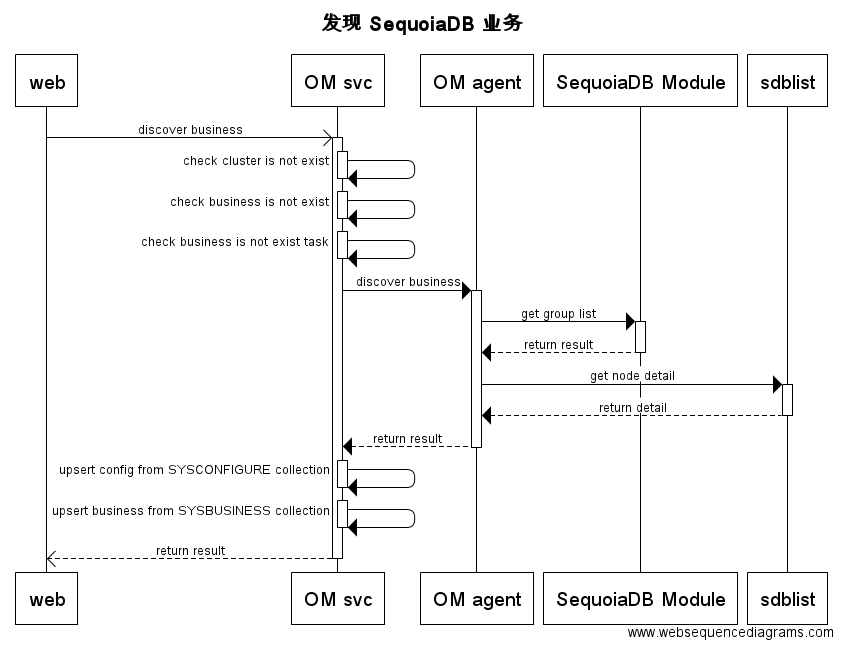 发现 SequoiaDB 业务
web
OM svc
OM agent
SequoiaDB Module
sdblist
discover business
check cluster is not exist
check business is not exist
check business is not exist task
discover business
get group list
return result
get node detail
return detail
return result
upsert config from SYSCONFIGURE collection
upsert business from SYSBUSINESS collection
return result
web
OM svc
OM agent
SequoiaDB Module
sdblist
www.websequencediagrams.com